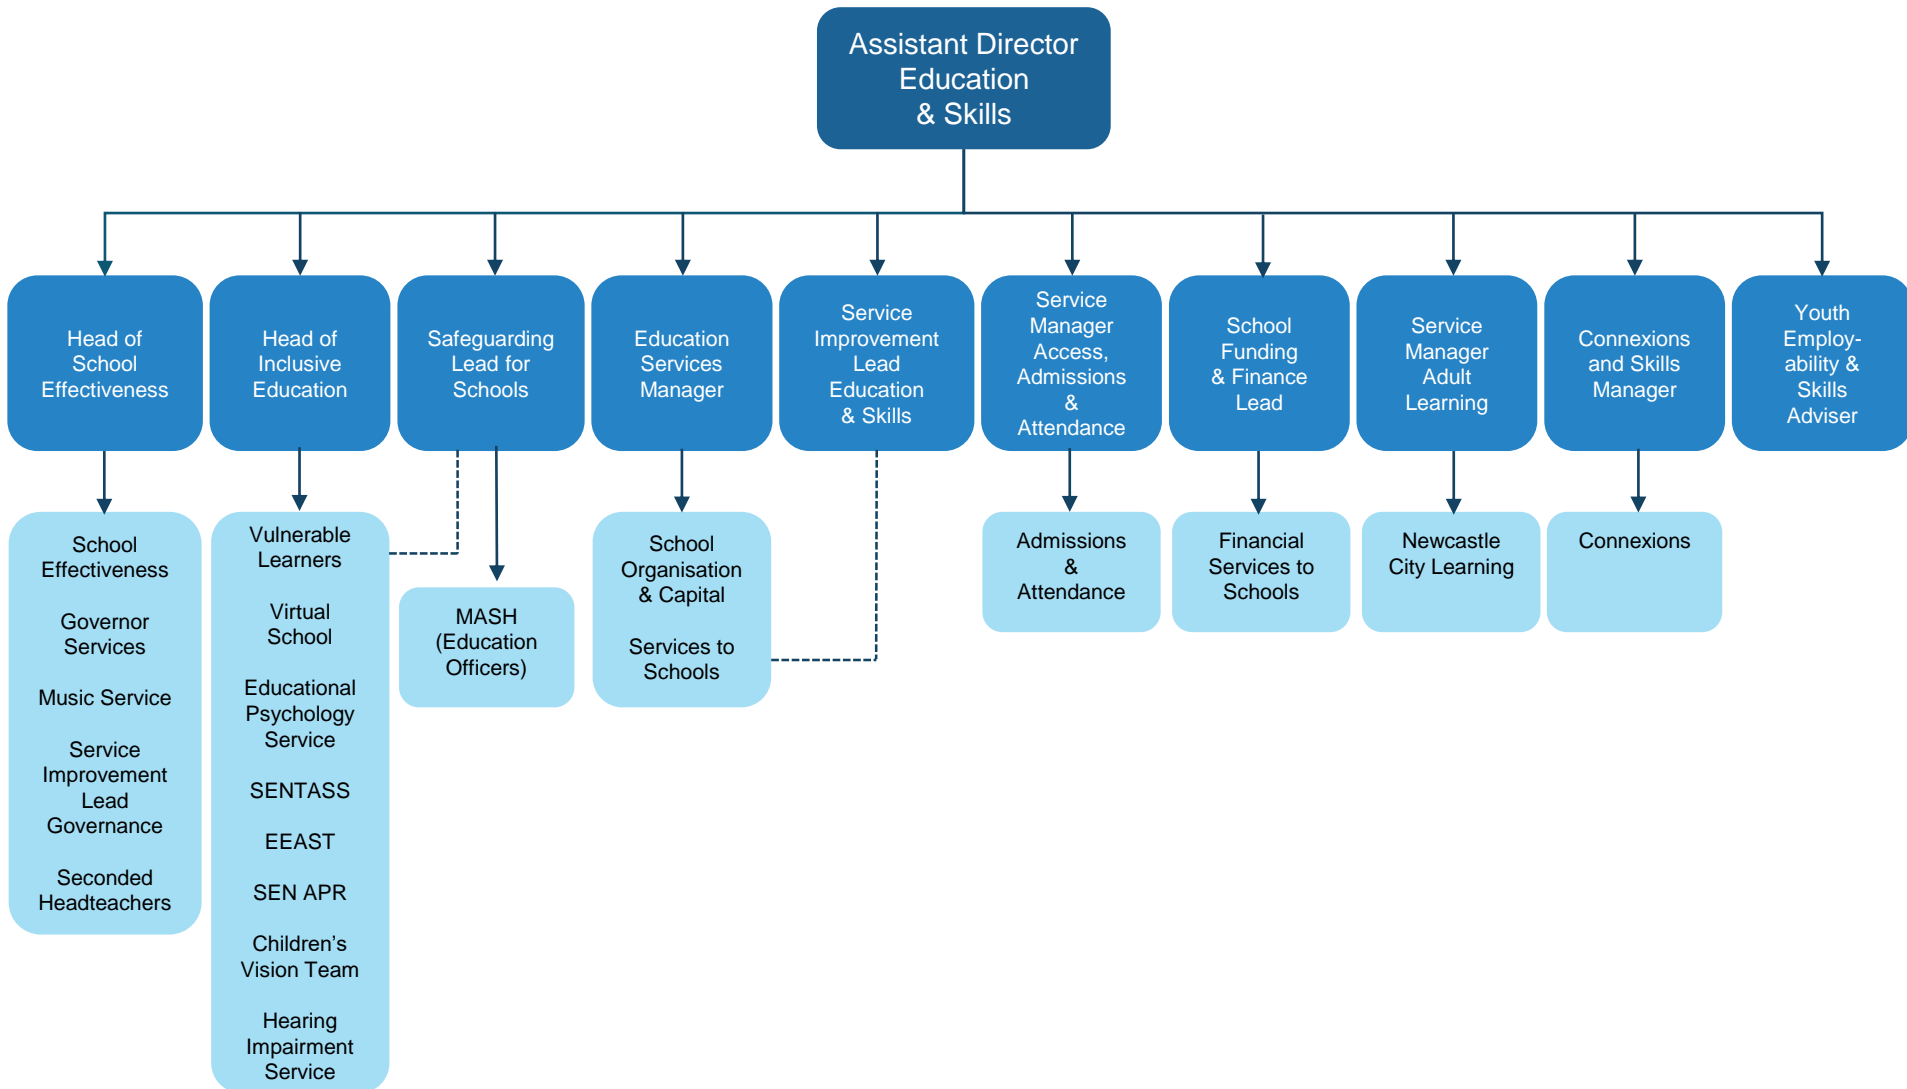 Assistant Director
Education
& Skills
Head of
School
Effectiveness
Head of
Inclusive
Education
Safeguarding
Lead for
Schools
Education
Services
Manager
Service
Improvement
Lead
Education
& Skills
Service
Manager
Access,
Admissions
&
Attendance
School
Funding
& Finance
Lead
Service
Manager
Adult
Learning
Connexions
and Skills
Manager
Youth
Employ-
ability &
Skills
Adviser
School
Effectiveness
Governor
Services
Music Service
Service
Improvement
Lead
Governance
Seconded
Headteachers
Vulnerable
Learners
Virtual
School
Educational
Psychology
Service
SENTASS
EEAST
SEN APR
Children’s
Vision Team
Hearing
Impairment
Service
MASH
(Education
Officers)
School
Organisation
& Capital
Services to
Schools
Admissions
&
Attendance
Financial
Services to
Schools
Newcastle
City Learning
Connexions